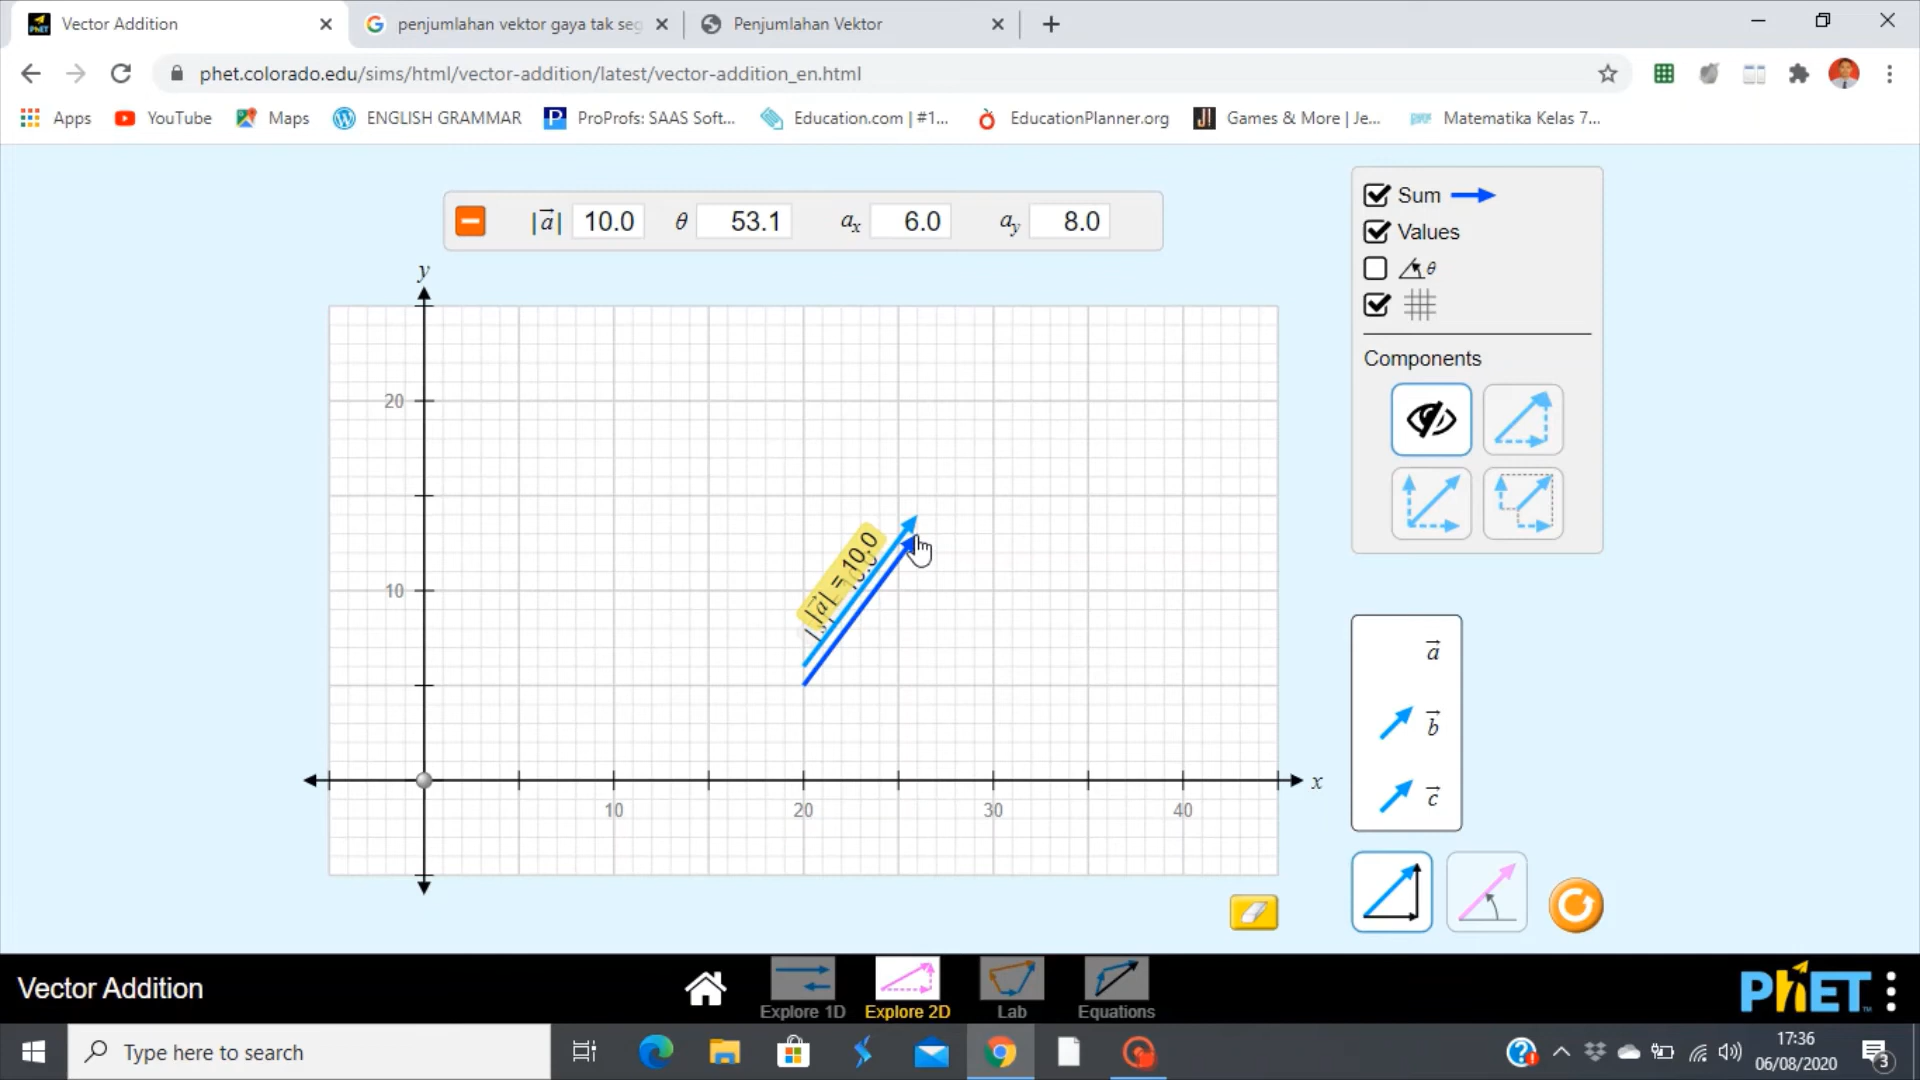 Vector Addition
penjumlahan vektor gaya tak seg
Penjumlahan Vektor
phet.colorado.edu/sims/html/vector-addition/latest/vector-addition_en.html
Apps
YouTube
Maps
ENGLISH GRAMMAR
ProProfs: SAAS Soft...
Education.com | #1...
EducationPlanner.org
Games & More | Je...
Matematika Kelas 7...
|a⃗| 10.0 θ 53.1 aₓ 6.0 a_y 8.0
Sum
Values
θ
Components
y
20
10
|a⃗| = 10.0
x
10 20 30 40
a⃗
b⃗
c⃗
Vector Addition
Explore 1D
Explore 2D
Lab
Equations
PhET
Type here to search
17:36
06/08/2020
3